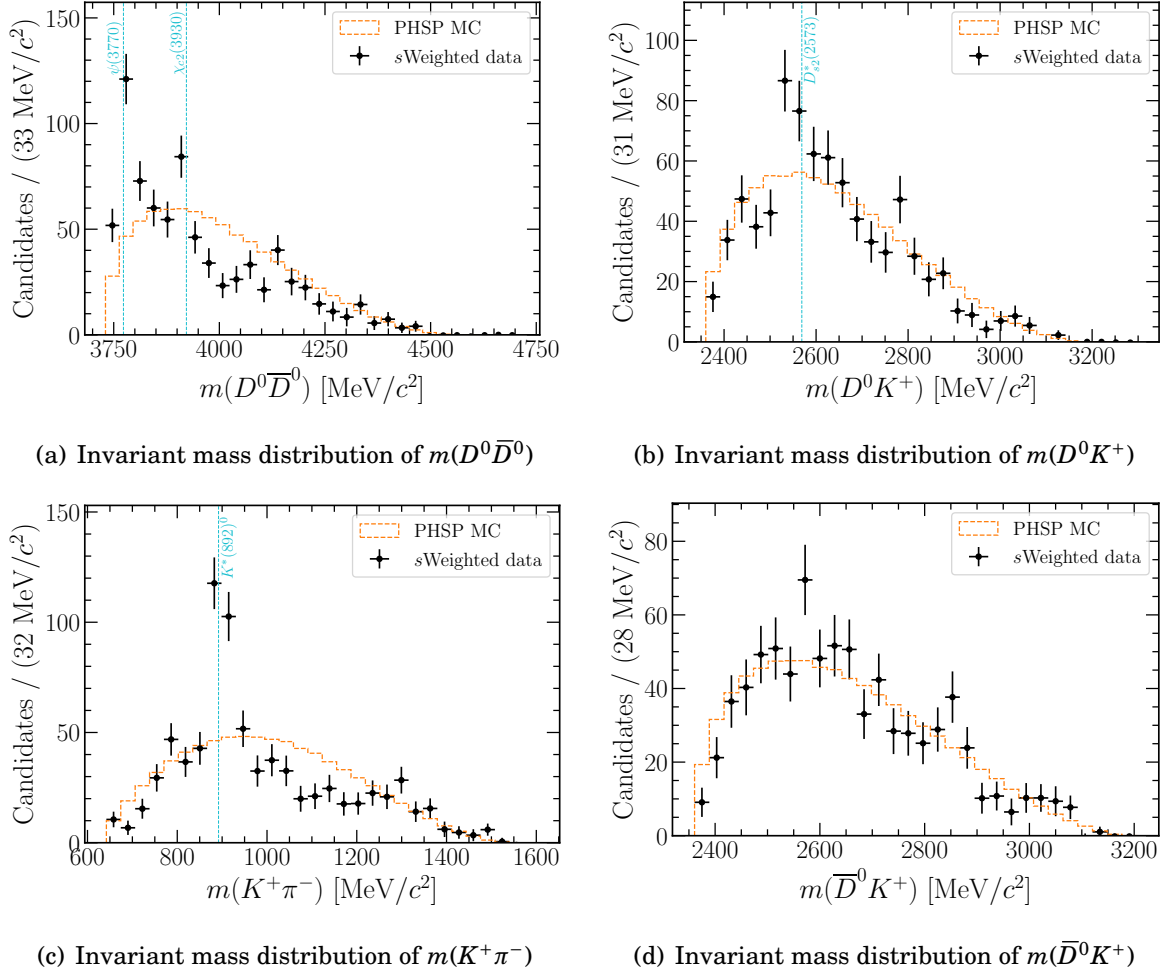 150
100
50
0
Candidates / (33 MeV/c²)
ψ(3770)
χc2(3930)
PHSP MC
sWeighted data
3750 4000 4250 4500 4750
m(D⁰D̅⁰) [MeV/c²]
(a) Invariant mass distribution of m(D⁰D̅⁰)
100
80
60
40
20
0
Candidates / (31 MeV/c²)
D*s2(2573)
PHSP MC
sWeighted data
2400 2600 2800 3000 3200
m(D⁰K⁺) [MeV/c²]
(b) Invariant mass distribution of m(D⁰K⁺)
150
100
50
0
Candidates / (32 MeV/c²)
K*(892)⁰
PHSP MC
sWeighted data
600 800 1000 1200 1400 1600
m(K⁺π⁻) [MeV/c²]
(c) Invariant mass distribution of m(K⁺π⁻)
80
60
40
20
0
Candidates / (28 MeV/c²)
PHSP MC
sWeighted data
2400 2600 2800 3000 3200
m(D̅⁰K⁺) [MeV/c²]
(d) Invariant mass distribution of m(D̅⁰K⁺)